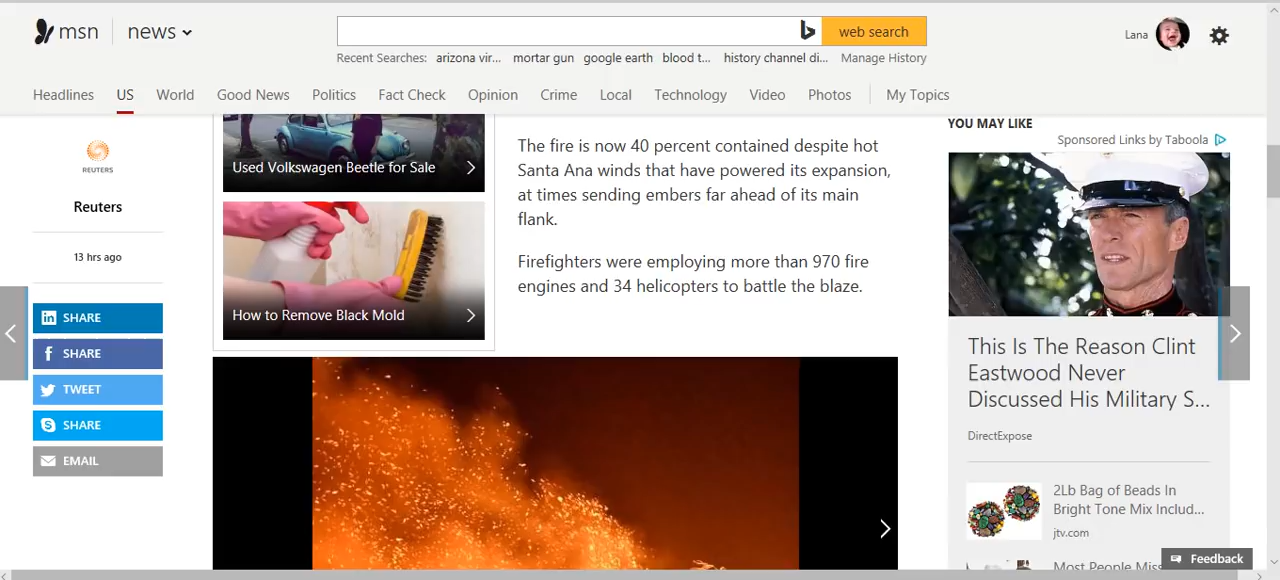 msn
news
web search
Lana
Recent Searches: arizona vir... mortar gun google earth blood t... history channel di... Manage History
Headlines US World Good News Politics Fact Check Opinion Crime Local Technology Video Photos My Topics
REUTERS
Reuters
13 hrs ago
in SHARE
f SHARE
TWEET
SHARE
EMAIL
Used Volkswagen Beetle for Sale
How to Remove Black Mold
The fire is now 40 percent contained despite hot
Santa Ana winds that have powered its expansion,
at times sending embers far ahead of its main
flank.
Firefighters were employing more than 970 fire
engines and 34 helicopters to battle the blaze.
YOU MAY LIKE
Sponsored Links by Taboola
This Is The Reason Clint
Eastwood Never
Discussed His Military S...
DirectExpose
2Lb Bag of Beads In
Bright Tone Mix Includ...
jtv.com
Most People Miss
Feedback